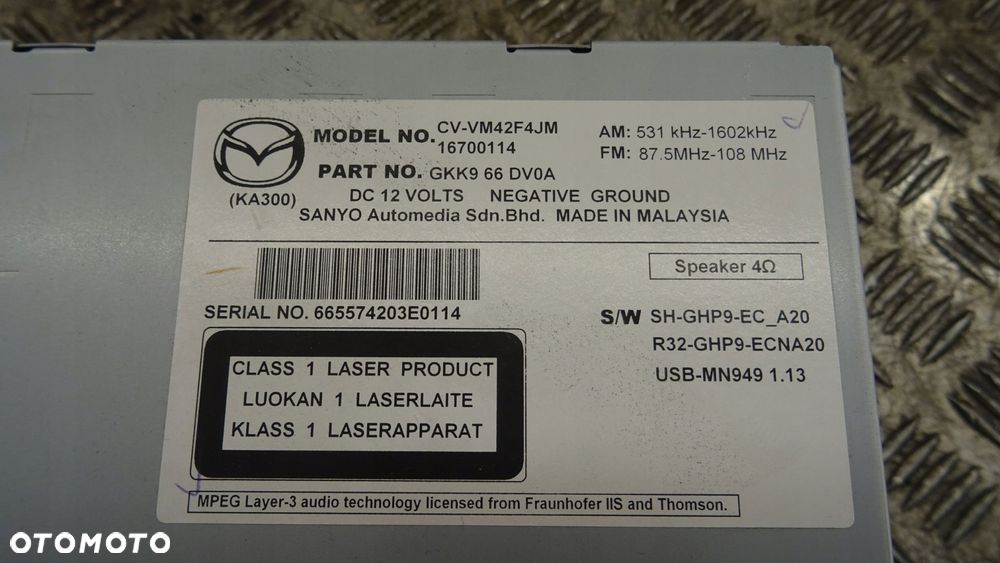 MODEL NO. CV-VM42F4JM
16700114
AM: 531 kHz-1602kHz
FM: 87.5MHz-108 MHz
PART NO. GKK9 66 DV0A
(KA300)
DC 12 VOLTS NEGATIVE GROUND
SANYO Automedia Sdn.Bhd. MADE IN MALAYSIA
Speaker 4Ω
SERIAL NO. 665574203E0114
S/W SH-GHP9-EC_A20
R32-GHP9-ECNA20
USB-MN949 1.13
CLASS 1 LASER PRODUCT
LUOKAN 1 LASERLAITE
KLASS 1 LASERAPPARAT
MPEG Layer-3 audio technology licensed from Fraunhofer IIS and Thomson.
OTOMOTO